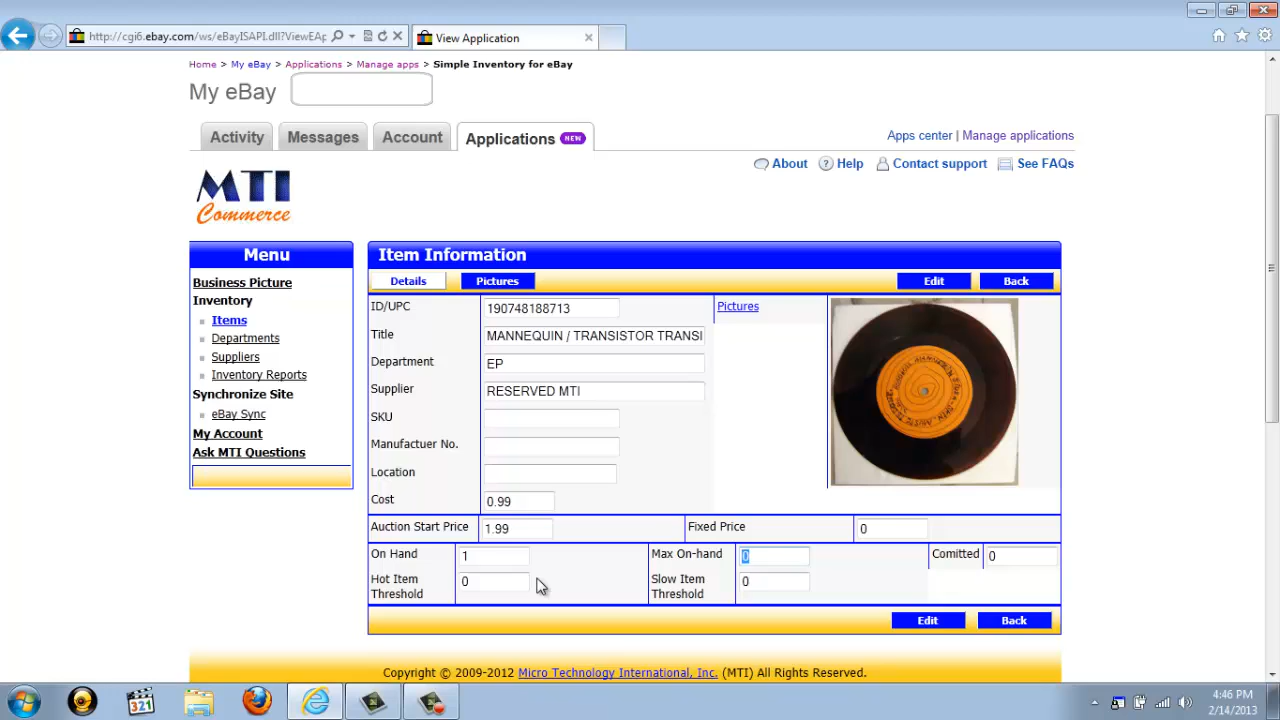 http://cgi6.ebay.com/ws/eBayISAPI.dll?ViewEAp
View Application
Home > My eBay > Applications > Manage apps > Simple Inventory for eBay
My eBay
Activity
Messages
Account
Applications NEW
Apps center | Manage applications
About
Help
Contact support
See FAQs
MTI
Commerce
Menu
Business Picture
Inventory
Items
Departments
Suppliers
Inventory Reports
Synchronize Site
eBay Sync
My Account
Ask MTI Questions
Item Information
Details
Pictures
Edit
Back
ID/UPC 190748188713
Pictures
Title MANNEQUIN / TRANSISTOR TRANSI
Department EP
Supplier RESERVED MTI
SKU
Manufactuer No.
Location
Cost 0.99
Auction Start Price 1.99
Fixed Price 0
On Hand 1
Max On-hand 0
Comitted 0
Hot Item Threshold 0
Slow Item Threshold 0
Edit
Back
Copyright © 2009-2012 Micro Technology International, Inc. (MTI) All Rights Reserved.
321
4:46 PM
2/14/2013